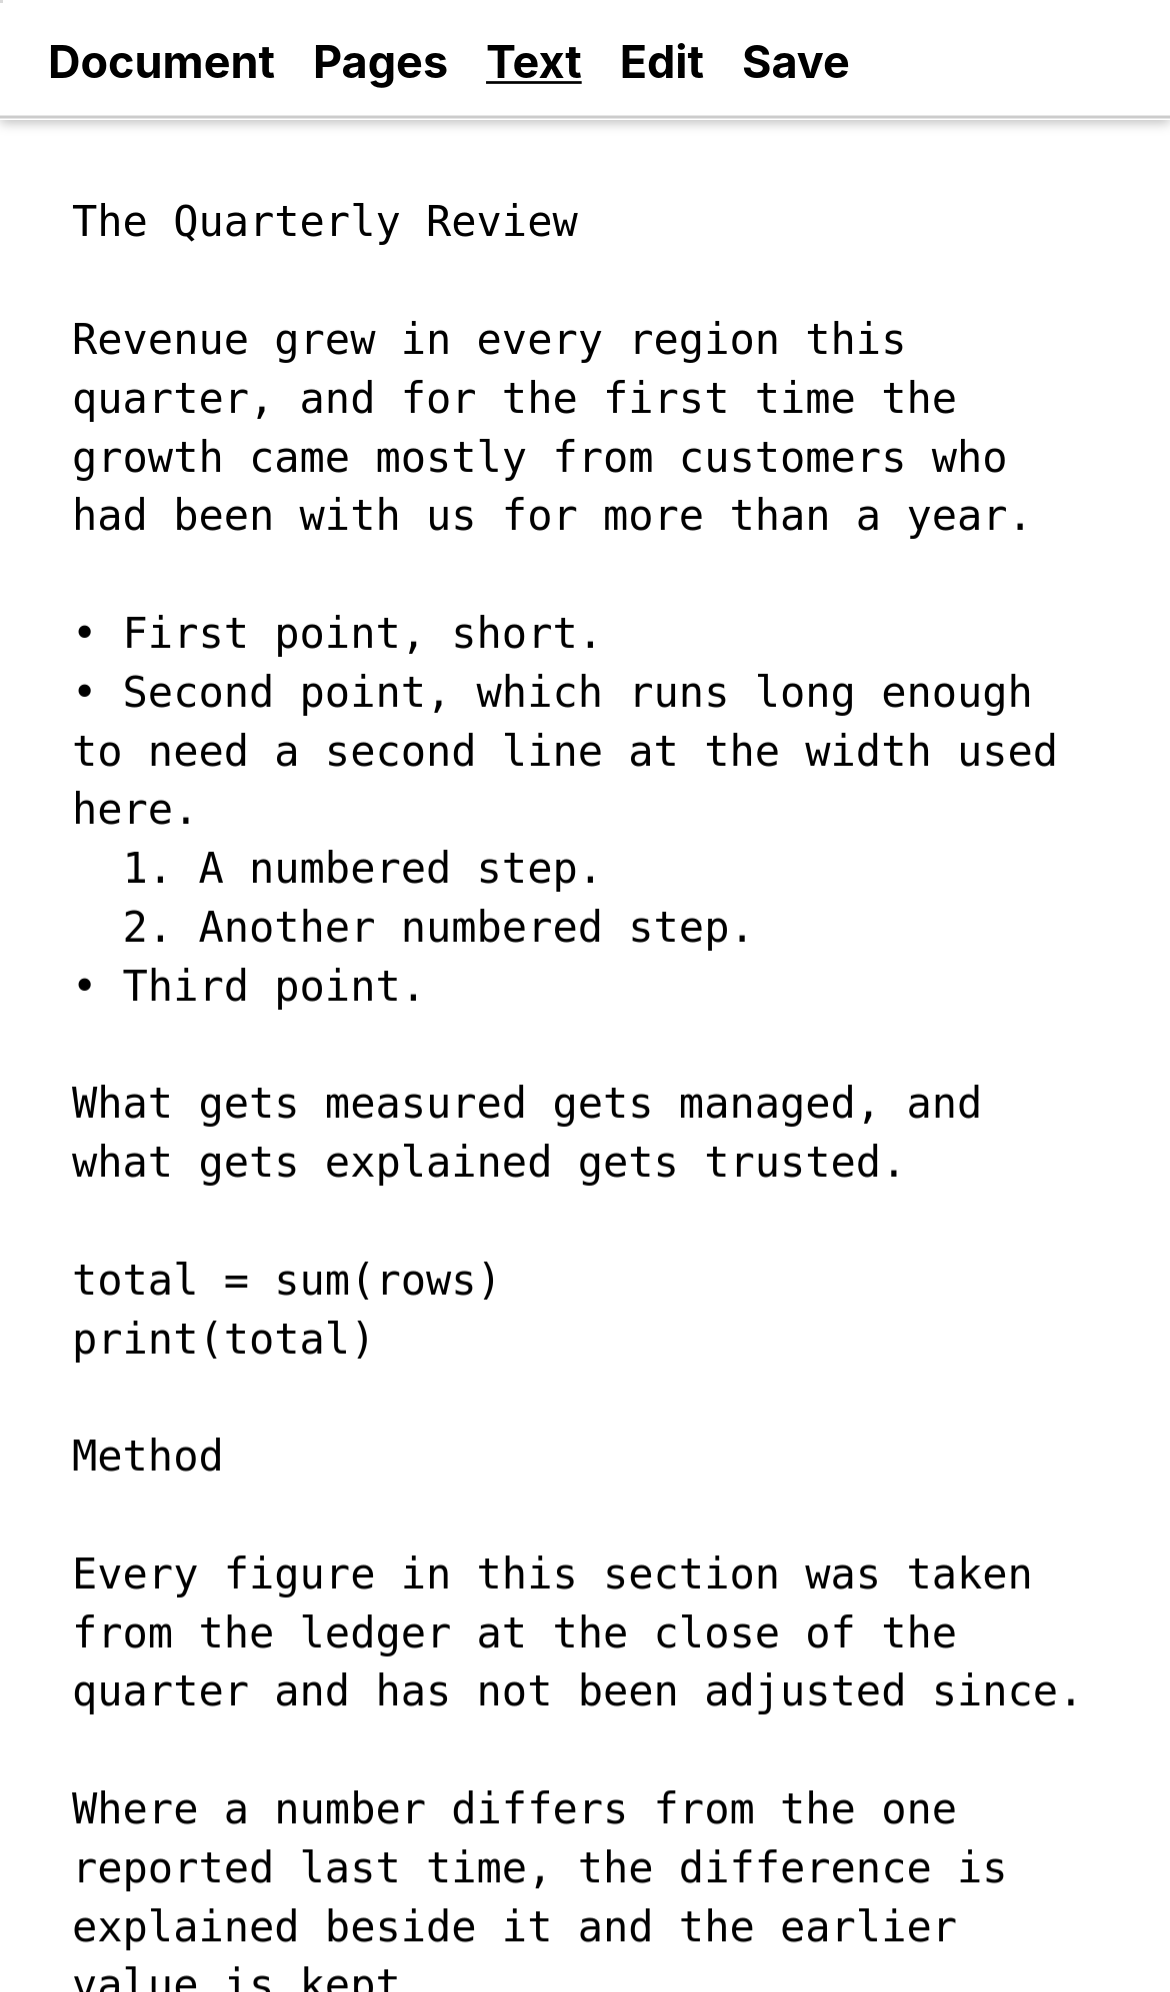 Document Pages Text Edit Save
The Quarterly Review
Revenue grew in every region this
quarter, and for the first time the
growth came mostly from customers who
had been with us for more than a year.
• First point, short.
• Second point, which runs long enough
to need a second line at the width used
here.
1. A numbered step.
2. Another numbered step.
• Third point.
What gets measured gets managed, and
what gets explained gets trusted.
total = sum(rows)
print(total)
Method
Every figure in this section was taken
from the ledger at the close of the
quarter and has not been adjusted since.
Where a number differs from the one
reported last time, the difference is
explained beside it and the earlier
value is kept